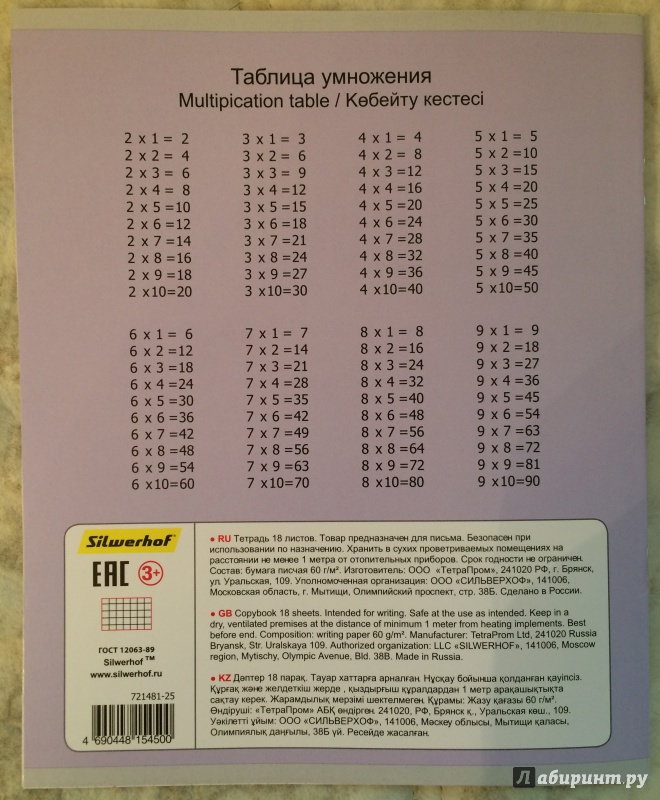 Таблица умножения
Multipication table / Көбейту кестесі
2 x 1 = 2 3 x 1 = 3 4 x 1 = 4 5 x 1 = 5
2 x 2 = 4 3 x 2 = 6 4 x 2 = 8 5 x 2 =10
2 x 3 = 6 3 x 3 = 9 4 x 3 =12 5 x 3 =15
2 x 4 = 8 3 x 4 =12 4 x 4 =16 5 x 4 =20
2 x 5 =10 3 x 5 =15 4 x 5 =20 5 x 5 =25
2 x 6 =12 3 x 6 =18 4 x 6 =24 5 x 6 =30
2 x 7 =14 3 x 7 =21 4 x 7 =28 5 x 7 =35
2 x 8 =16 3 x 8 =24 4 x 8 =32 5 x 8 =40
2 x 9 =18 3 x 9 =27 4 x 9 =36 5 x 9 =45
2 x10=20 3 x10=30 4 x10=40 5 x10=50
6 x 1 = 6 7 x 1 = 7 8 x 1 = 8 9 x 1 = 9
6 x 2 =12 7 x 2 =14 8 x 2 =16 9 x 2 =18
6 x 3 =18 7 x 3 =21 8 x 3 =24 9 x 3 =27
6 x 4 =24 7 x 4 =28 8 x 4 =32 9 x 4 =36
6 x 5 =30 7 x 5 =35 8 x 5 =40 9 x 5 =45
6 x 6 =36 7 x 6 =42 8 x 6 =48 9 x 6 =54
6 x 7 =42 7 x 7 =49 8 x 7 =56 9 x 7 =63
6 x 8 =48 7 x 8 =56 8 x 8 =64 9 x 8 =72
6 x 9 =54 7 x 9 =63 8 x 9 =72 9 x 9 =81
6 x10=60 7 x10=70 8 x10=80 9 x10=90
Silwerhof
EAC 3+
ГОСТ 12063-89
Silwerhof ™
www.silwerhof.ru
721481-25
4 690448 154500
• RU Тетрадь 18 листов. Товар предназначен для письма. Безопасен при
использовании по назначению. Хранить в сухих проветриваемых помещениях на
расстоянии не менее 1 метра от отопительных приборов. Срок годности не ограничен.
Состав: бумага писчая 60 г/м². Изготовитель: ООО «ТетраПром», 241020 РФ, г. Брянск,
ул. Уральская, 109. Уполномоченная организация: ООО «СИЛЬВЕРХОФ», 141006,
Московская область, г. Мытищи, Олимпийский проспект, стр. 38Б. Сделано в России.
• GB Copybook 18 sheets. Intended for writing. Safe at the use as intended. Keep in a
dry, ventilated premises at the distance of minimum 1 meter from heating implements. Best
before end. Composition: writing paper 60 g/m². Manufacturer: TetraProm Ltd, 241020 Russia
Bryansk, Str. Uralskaya 109. Authorized organization: LLC «SILWERHOF», 141006, Moscow
region, Mytischy, Olympic Avenue, Bld. 38B. Made in Russia.
• KZ Дәптер 18 парақ. Тауар хаттарға арналған. Нұсқау бойынша қолданған қауіпсіз.
Құрғақ және желдеткіш жерде , қыздырғыш құралдардан 1 метр арақашықтықта
сақтау керек. Жарамдылық мерзімі шектелмеген. Құрамы: Жазу қағазы 60 г/м².
Өндіруші: «ТетраПром» АБҚ өндірген. 241020, РФ, Брянск қ., Уральская көш., 109.
Уәкілетті ұйым: ООО «СИЛЬВЕРХОФ», 141006, Мәскеу облысы, Мытищи қаласы,
Олимпиялық даңғылы, 38Б үй. Ресейде жасалған.
Лабиринт.ру